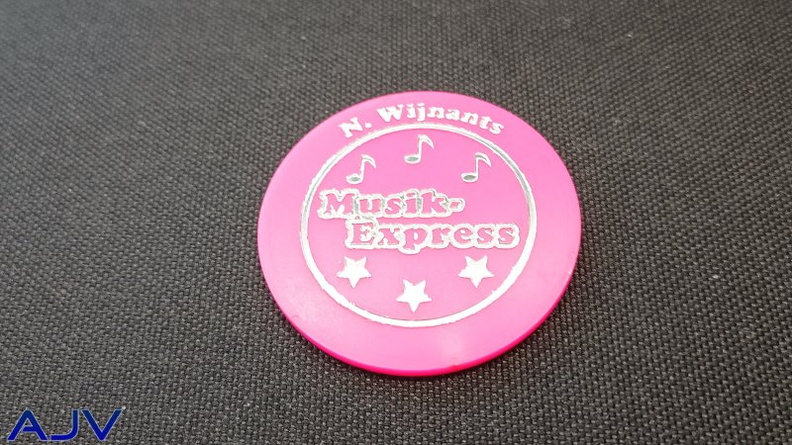 N. Wijnants
Musik-
Express
AJV